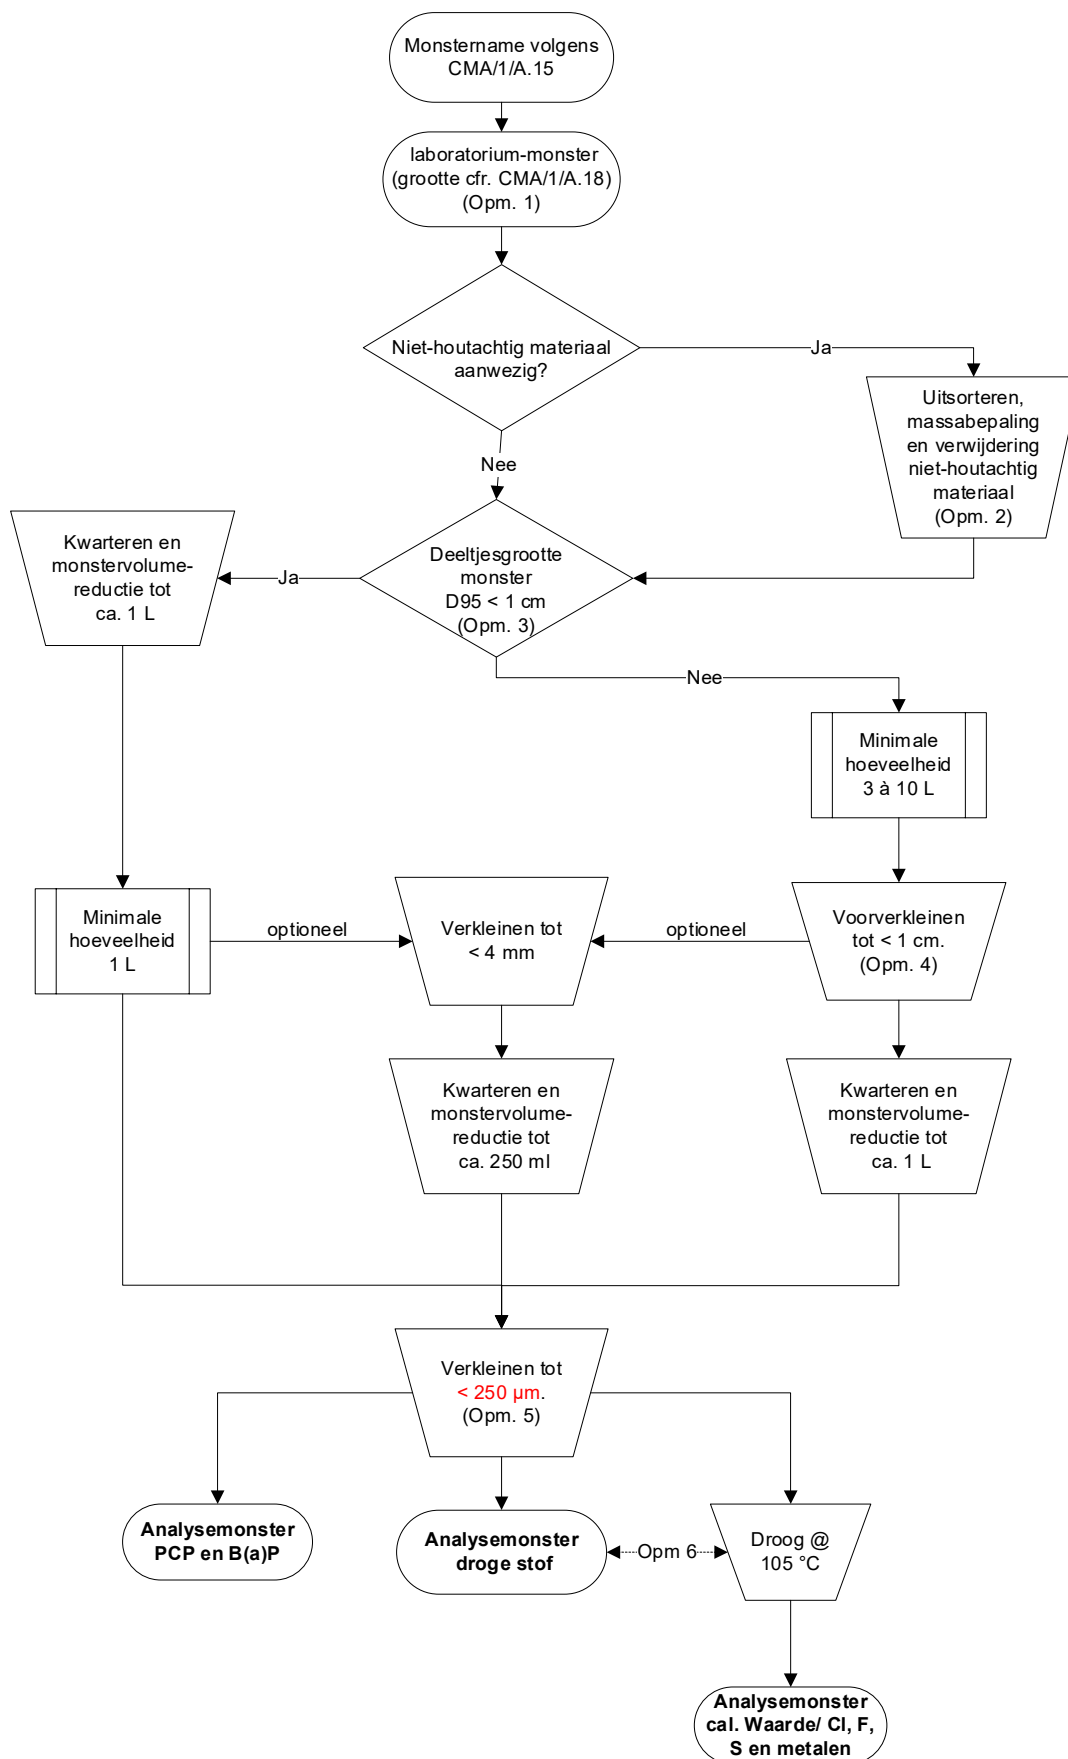 Monstername volgens
CMA/1/A.15
laboratorium-monster
(grootte cfr. CMA/1/A.18)
(Opm. 1)
Niet-houtachtig materiaal
aanwezig?
Ja
Uitsorteren,
massabepaling
en verwijdering
niet-houtachtig
materiaal
(Opm. 2)
Nee
Deeltjesgrootte
monster
D95 < 1 cm
(Opm. 3)
Ja
Kwarteren en
monstervolume-
reductie tot
ca. 1 L
Nee
Minimale
hoeveelheid
3 à 10 L
Minimale
hoeveelheid
1 L
optioneel
Verkleinen tot
< 4 mm
optioneel
Voorverkleinen
tot < 1 cm.
(Opm. 4)
Kwarteren en
monstervolume-
reductie tot
ca. 250 ml
Kwarteren en
monstervolume-
reductie tot
ca. 1 L
Verkleinen tot
< 250 µm.
(Opm. 5)
Analysemonster
PCP en B(a)P
Analysemonster
droge stof
Opm 6
Droog @
105 °C
Analysemonster
cal. Waarde/ Cl, F,
S en metalen